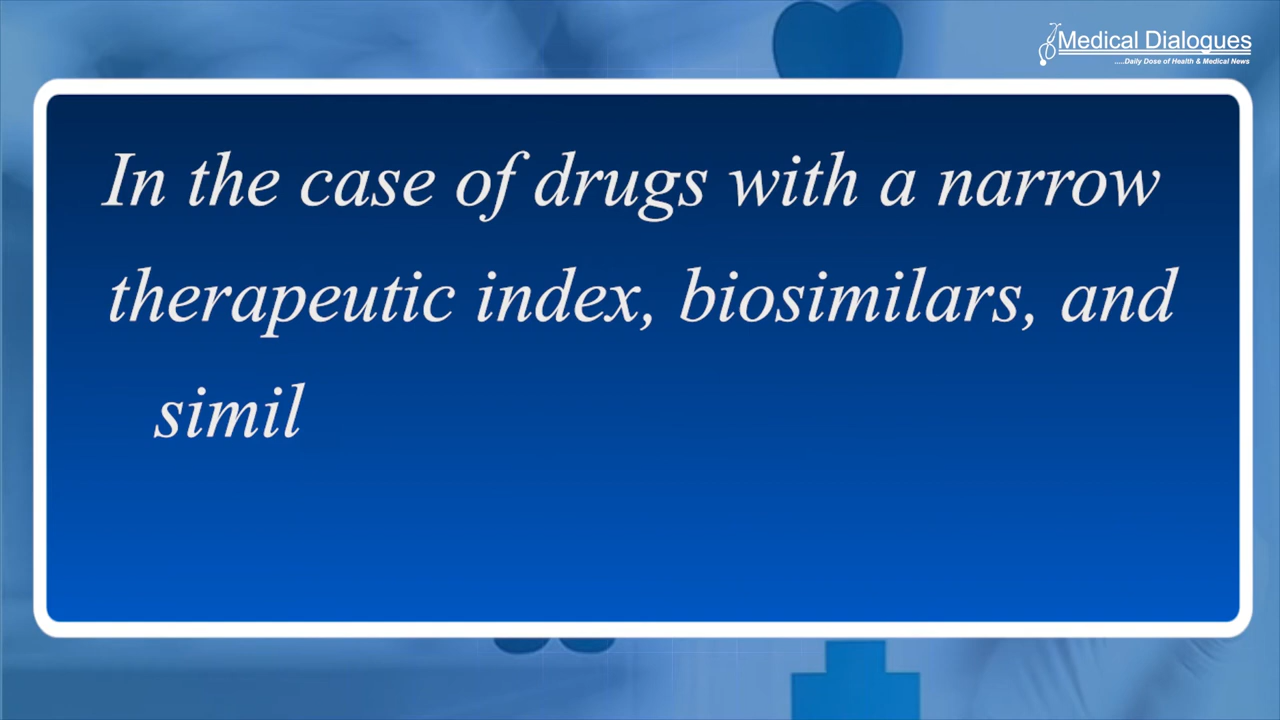 Medical Dialogues
.....Daily Dose of Health & Medical News
In the case of drugs with a narrow
therapeutic index, biosimilars, and
simil